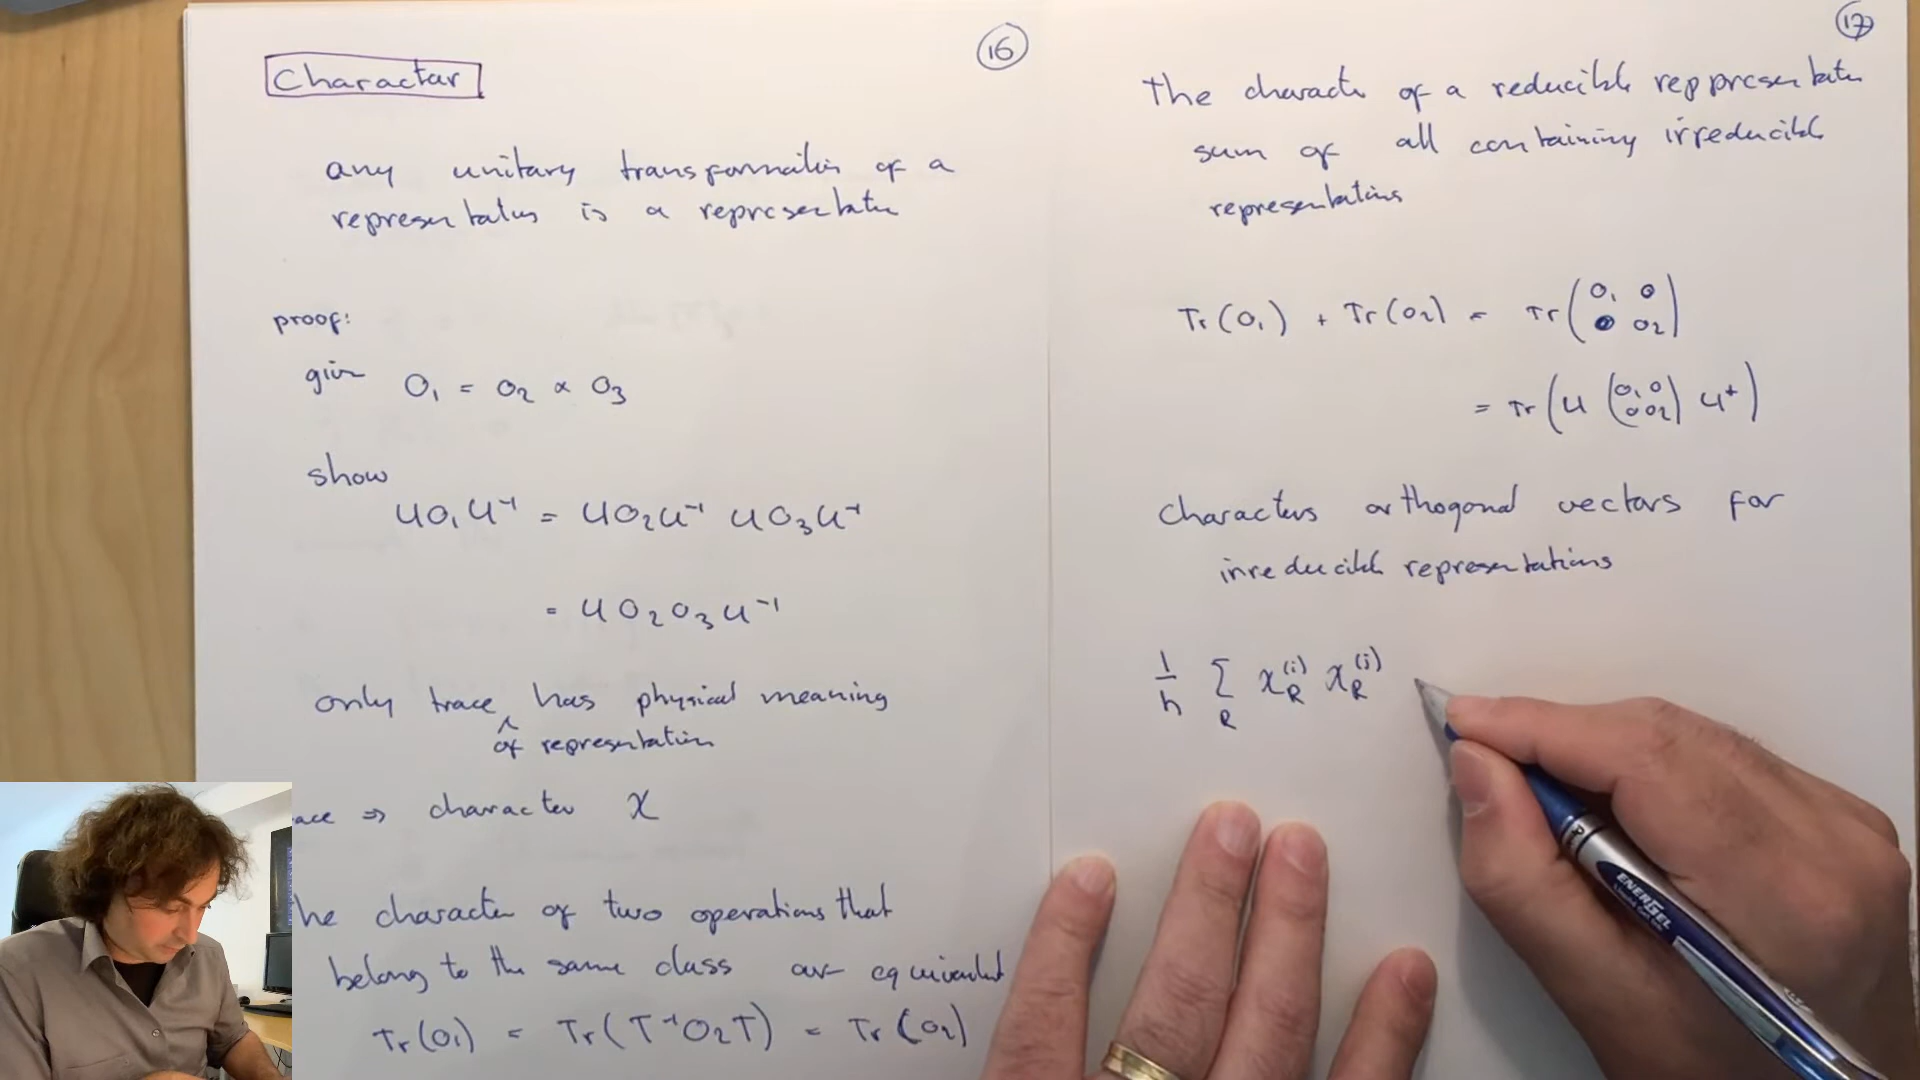 16
Charactar
any unitary transformation of a
representation is a representation
proof:
given O₁ = O₂ × O₃
show
UO₁U⁻¹ = UO₂U⁻¹ UO₃U⁻¹
= UO₂O₃U⁻¹
only trace has physical meaning
^ of representation
ace ⇒ character χ
he character of two operations that
belong to the same class are equivalent
Tr(O₁) = Tr(T⁻¹O₂T) = Tr(O₂)
17
The character of a reducible reppresentation
sum of all containing irreducible
representations
Tr(O₁) + Tr(O₂) = Tr(O₁ 0
0 O₂)
= Tr(U (O₁ 0
0 O₂) U⁺)
characters orthogonal vectors for
irreducible representations
1/h Σ_R χ_R^(i) χ_R^(j)
Pentel
ENERGEL